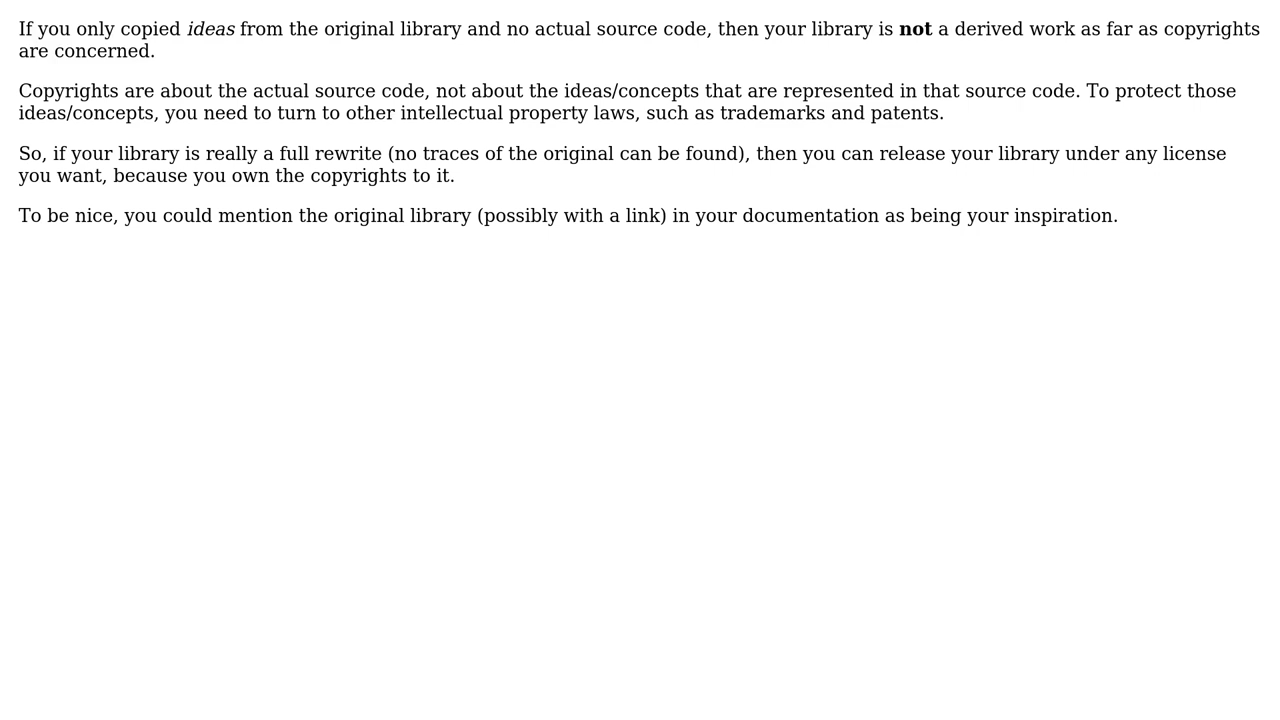 If you only copied ideas from the original library and no actual source code, then your library is not a derived work as far as copyrights
are concerned.
Copyrights are about the actual source code, not about the ideas/concepts that are represented in that source code. To protect those
ideas/concepts, you need to turn to other intellectual property laws, such as trademarks and patents.
So, if your library is really a full rewrite (no traces of the original can be found), then you can release your library under any license
you want, because you own the copyrights to it.
To be nice, you could mention the original library (possibly with a link) in your documentation as being your inspiration.